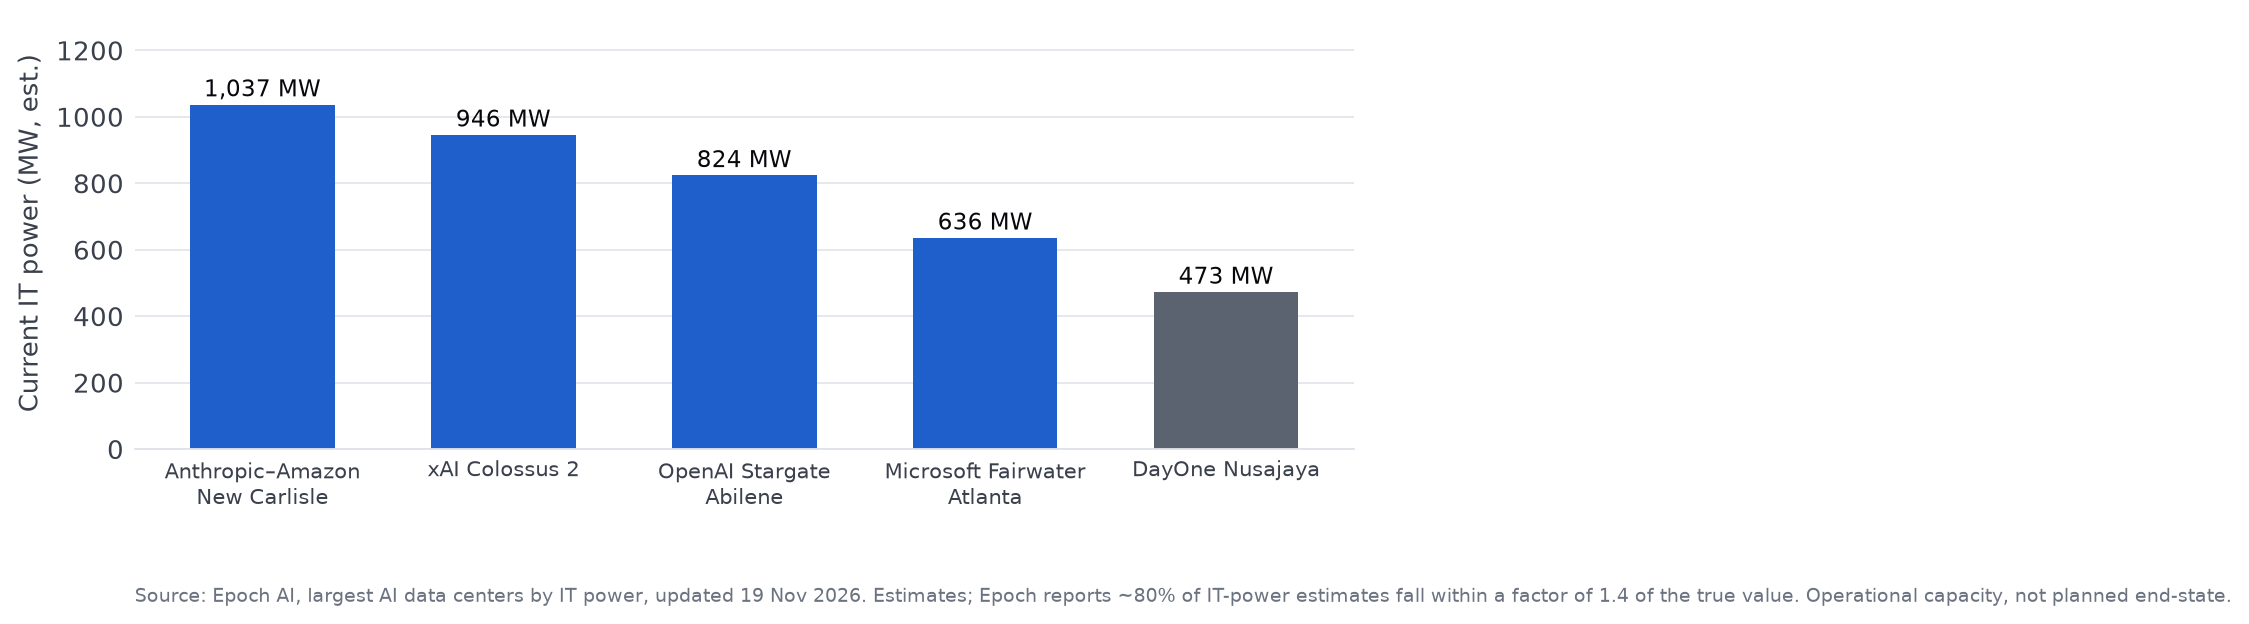 Current IT power (MW, est.)
1200
1000
800
600
400
200
0
1,037 MW
946 MW
824 MW
636 MW
473 MW
Anthropic–Amazon
New Carlisle
xAI Colossus 2
OpenAI Stargate
Abilene
Microsoft Fairwater
Atlanta
DayOne Nusajaya
Source: Epoch AI, largest AI data centers by IT power, updated 19 Nov 2026. Estimates; Epoch reports ~80% of IT-power estimates fall within a factor of 1.4 of the true value. Operational capacity, not planned end-state.